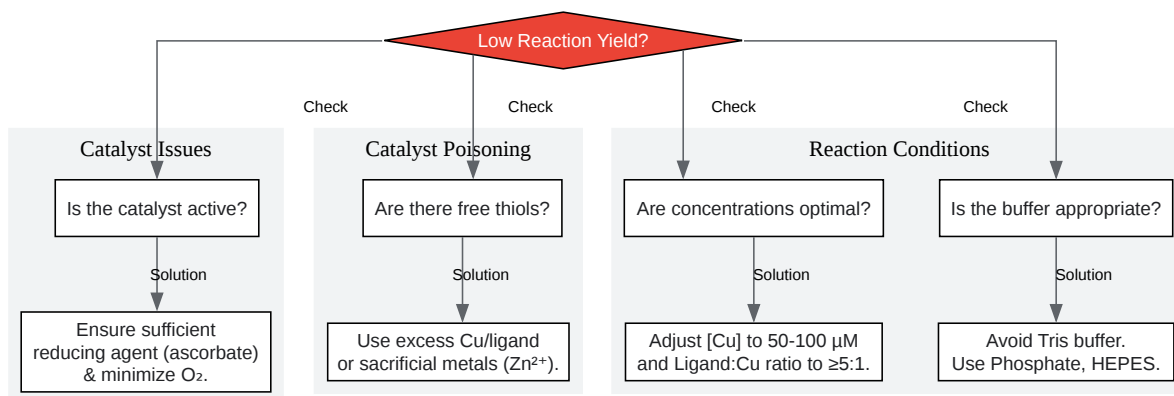 Low Reaction Yield?
Check
Check
Check
Check
Catalyst Issues
Catalyst Poisoning
Reaction Conditions
Is the catalyst active?
Are there free thiols?
Are concentrations optimal?
Is the buffer appropriate?
Solution
Solution
Solution
Solution
Ensure sufficient
reducing agent (ascorbate)
& minimize O₂.
Use excess Cu/ligand
or sacrificial metals (Zn²⁺).
Adjust [Cu] to 50-100 µM
and Ligand:Cu ratio to ≥5:1.
Avoid Tris buffer.
Use Phosphate, HEPES.